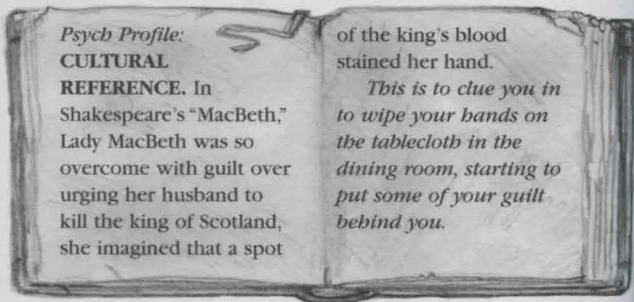 Psych Profile:
CULTURAL
REFERENCE. In
Shakespeare's "MacBeth,"
Lady MacBeth was so
overcome with guilt over
urging her husband to
kill the king of Scotland,
she imagined that a spot
of the king's blood
stained her hand.
This is to clue you in
to wipe your hands on
the tablecloth in the
dining room, starting to
put some of your guilt
behind you.